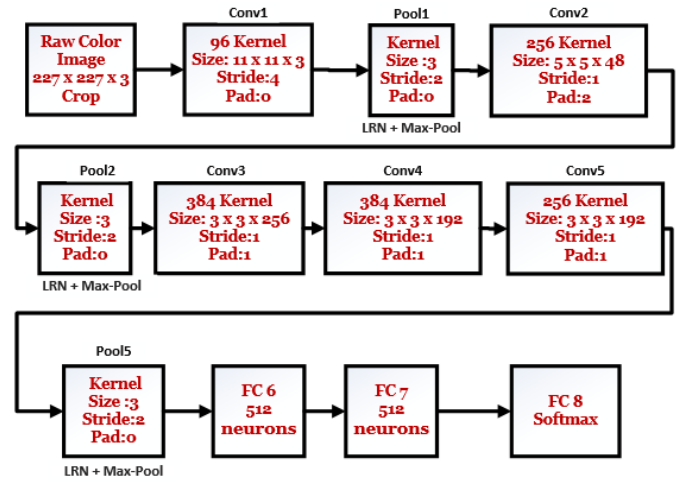 Conv1
Pool1
Conv2
Raw Color
Image
227 x 227 x 3
Crop
96 Kernel
Size: 11 x 11 x 3
Stride:4
Pad:0
Kernel
Size :3
Stride:2
Pad:0
256 Kernel
Size: 5 x 5 x 48
Stride:1
Pad:2
LRN + Max-Pool
Pool2
Conv3
Conv4
Conv5
Kernel
Size :3
Stride:2
Pad:0
384 Kernel
Size: 3 x 3 x 256
Stride:1
Pad:1
384 Kernel
Size: 3 x 3 x 192
Stride:1
Pad:1
256 Kernel
Size: 3 x 3 x 192
Stride:1
Pad:1
LRN + Max-Pool
Pool5
Kernel
Size :3
Stride:2
Pad:0
FC 6
512
neurons
FC 7
512
neurons
FC 8
Softmax
LRN + Max-Pool